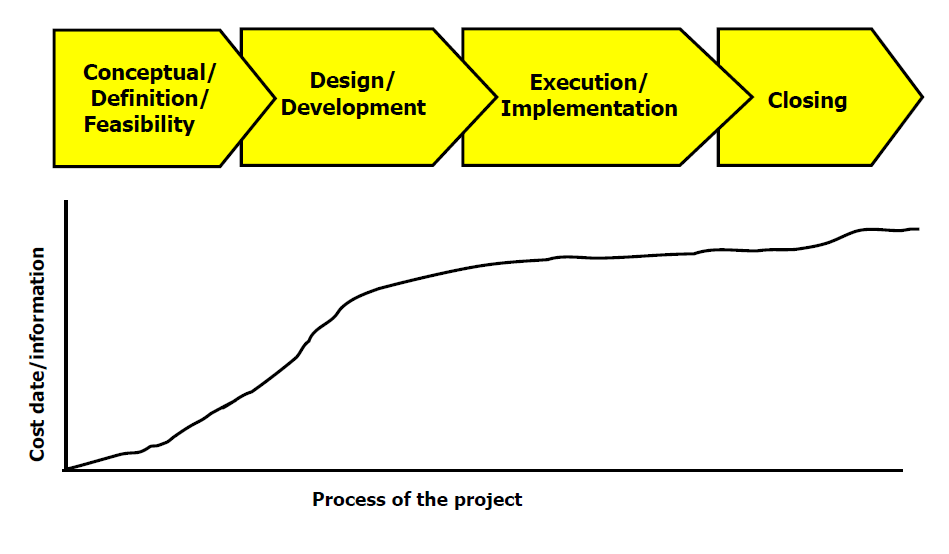 Conceptual/
Definition/
Feasibility
Design/
Development
Execution/
Implementation
Closing
Cost date/information
Process of the project